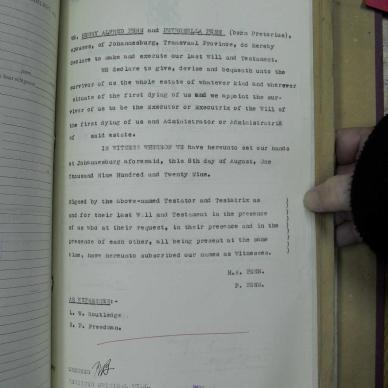 WE, HENRY ALFRED PENN and PETRONELLA PENN (born Pretorius),
spouses, of Johannesburg, Transvaal Province, do hereby
declare to make and execute our Last Will and Testament.
WE declare to give, devise and bequeath unto the
survivor of us the whole estate of whatever kind and wherever
situate of the first dying of us and we appoint the sur-
vivor of us to be the Executor or Executrix of the Will of
the first dying of us and Administrator or Administratrix
of said estate.
IN WITNESS WHEREOF WE have hereunto set our hands
at Johannesburg aforesaid, this 8th day of August, One
Thousand Nine Hundred and Twenty Nine.
Signed by the above-named Testator and Testatrix as
and for their last Will and Testament in the presence
of us who at their request, in their presence and in the
presence of each other, all being present at the same
time, have hereunto subscribed our names as Witnesses.
H.A. PENN.
P. PENN.
AS WITNESSES:-
L. W. Routledge.
S. P. Freedman.